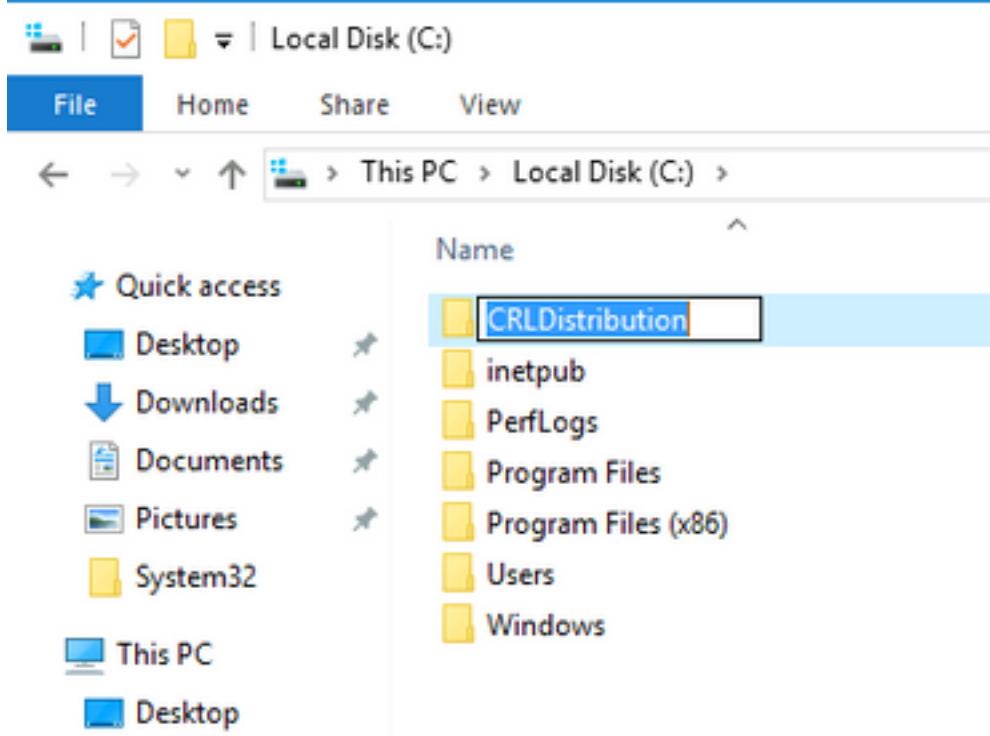 Local Disk (C:)
File Home Share View
This PC > Local Disk (C:) >
Name
Quick access
Desktop
Downloads
Documents
Pictures
System32
This PC
Desktop
CRLDistribution
inetpub
PerfLogs
Program Files
Program Files (x86)
Users
Windows